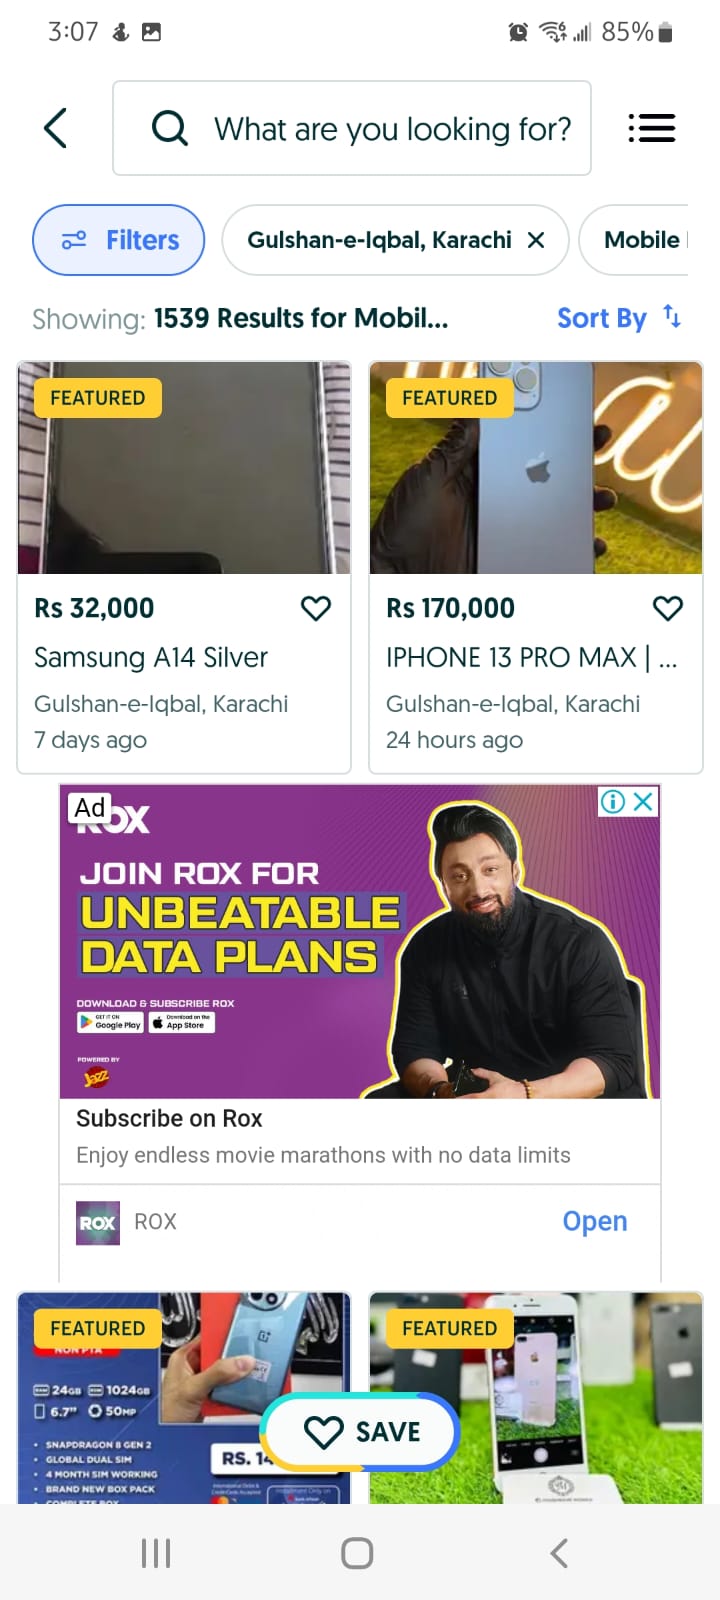 3:07
85%
What are you looking for?
Filters
Gulshan-e-Iqbal, Karachi
Mobile
Showing: 1539 Results for Mobil...
Sort By
FEATURED
FEATURED
Rs 32,000
Samsung A14 Silver
Gulshan-e-Iqbal, Karachi
7 days ago
Rs 170,000
IPHONE 13 PRO MAX | ...
Gulshan-e-Iqbal, Karachi
24 hours ago
Ad
ROX
JOIN ROX FOR
UNBEATABLE
DATA PLANS
DOWNLOAD & SUBSCRIBE ROX
GET IT ON
Google Play
Download on the
App Store
POWERED BY
Jazz
Subscribe on Rox
Enjoy endless movie marathons with no data limits
ROX
ROX
Open
FEATURED
NON PTA
24GB 1024GB
6.7" 50MP
• SNAPDRAGON 8 GEN 2
• GLOBAL DUAL SIM
• 4 MONTH SIM WORKING
• BRAND NEW BOX PACK
• COMPLETE BOX
RS. 14
FEATURED
SAVE